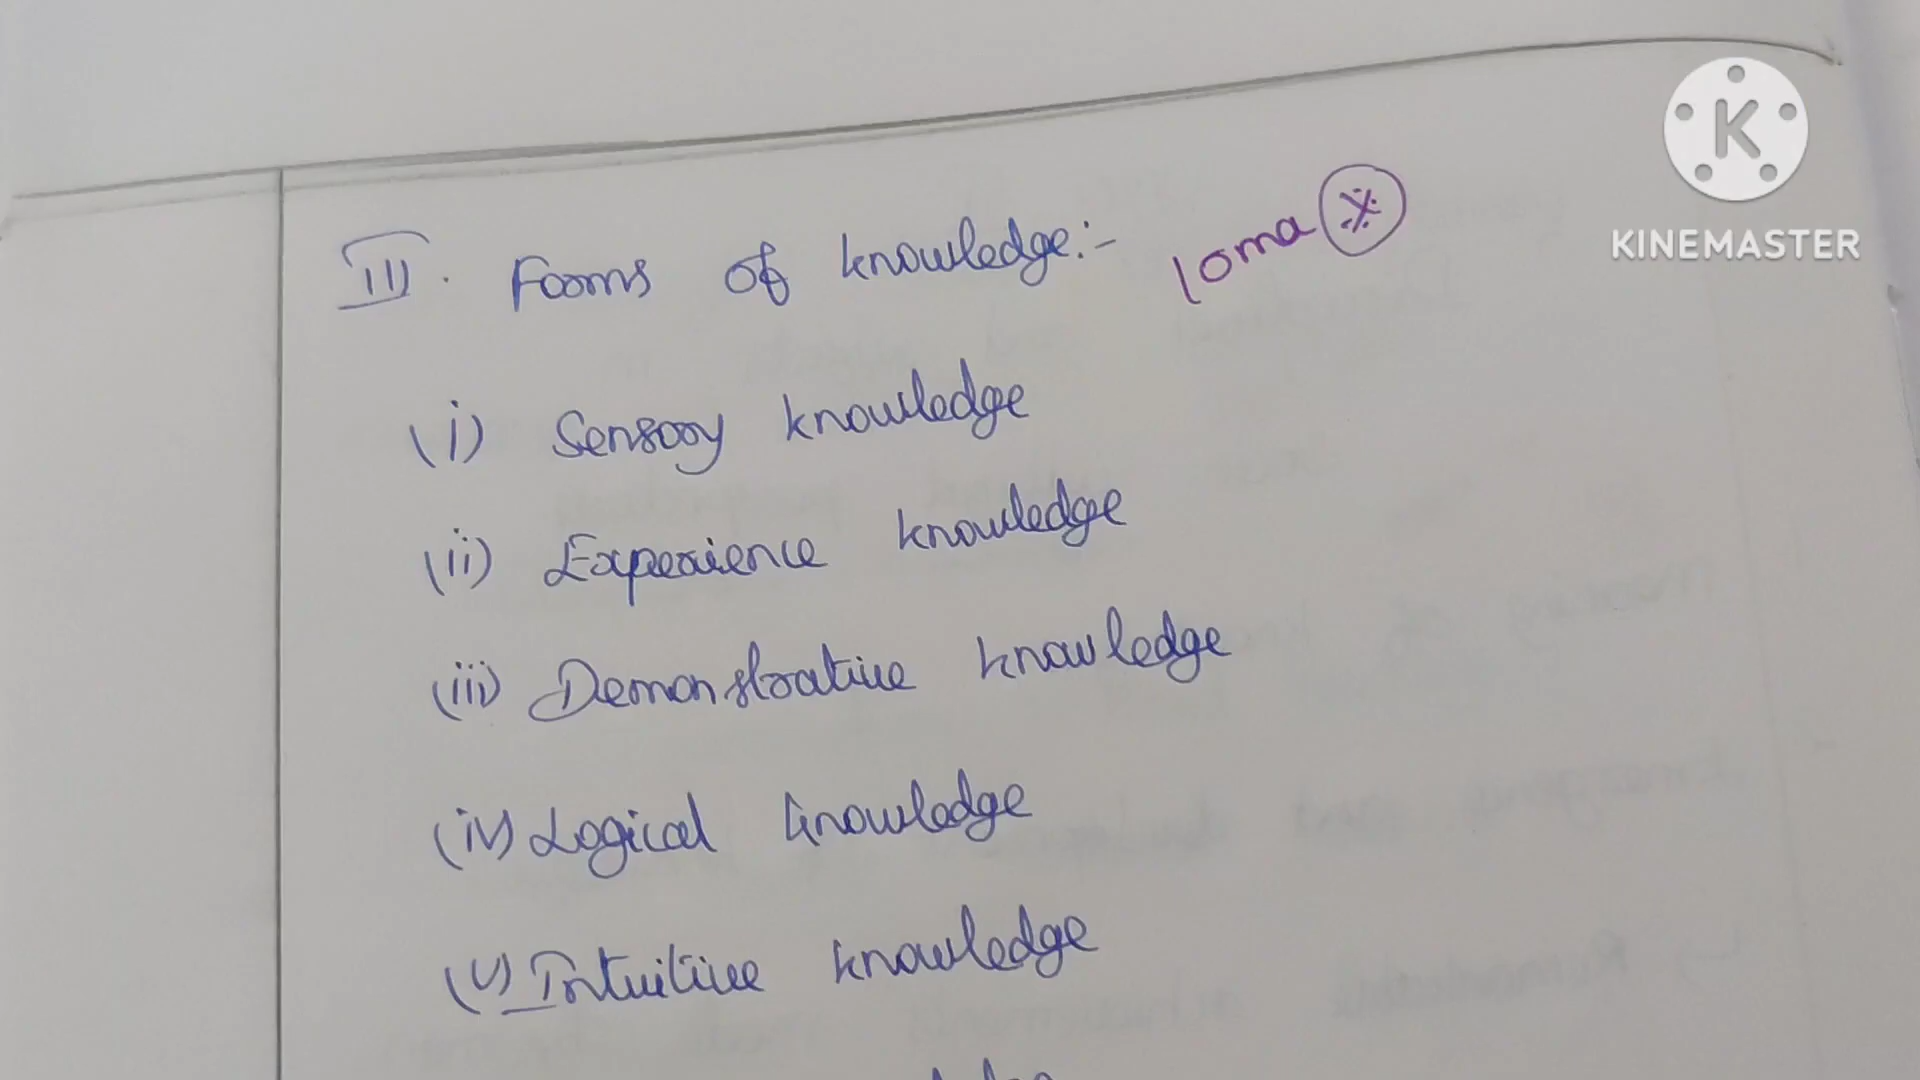 III. Forms of knowledge:- 10ma
KINEMASTER
(i) Sensory knowledge
(ii) Experience knowledge
(iii) Demonstrative knowledge
(iv) Logical knowledge
(v) Intuitive knowledge